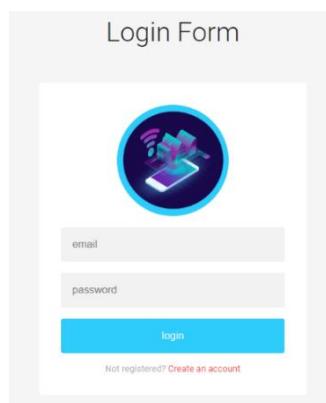 Login Form
email
password
login
Not registered? Create an account